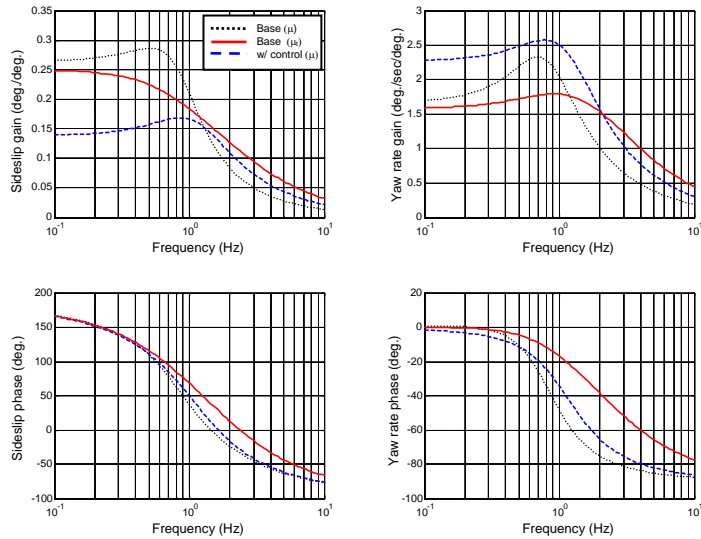 0.35
0.3
0.25
0.2
0.15
0.1
0.05
0
Sideslip gain (deg./deg.)
10^-1 10^0 10^1
Frequency (Hz)
Base (μ)
Base (μₜ)
w/ control (μ)
3
2.5
2
1.5
1
0.5
0
Yaw rate gain (deg./sec/deg.)
10^-1 10^0 10^1
Frequency (Hz)
200
150
100
50
0
-50
-100
Sideslip phase (deg.)
10^-1 10^0 10^1
Frequency (Hz)
20
0
-20
-40
-60
-80
-100
Yaw rate phase (deg.)
10^-1 10^0 10^1
Frequency (Hz)